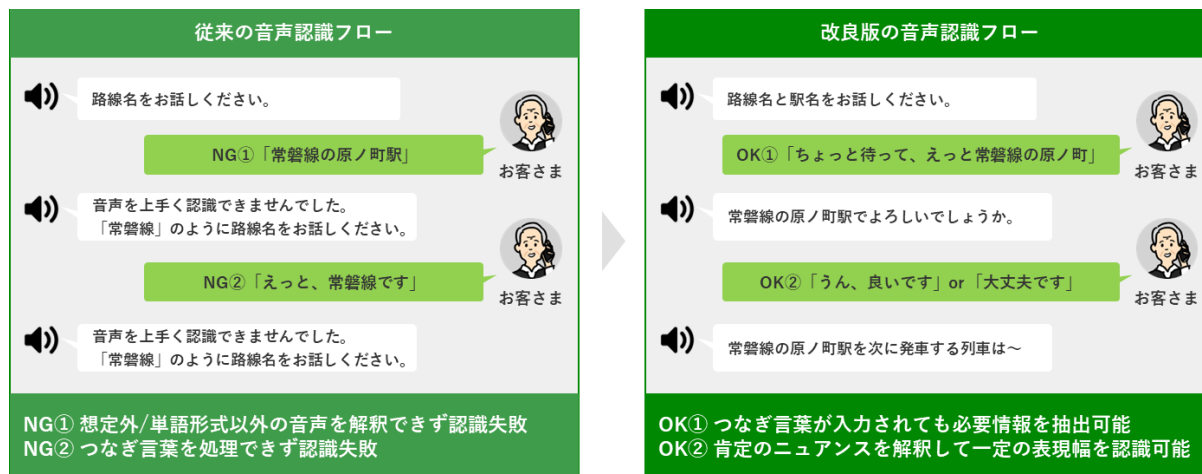 従来の音声認識フロー
路線名をお話しください。
NG①「常磐線の原ノ町駅」
お客さま
音声を上手く認識できませんでした。
「常磐線」のように路線名をお話しください。
NG②「えっと、常磐線です」
お客さま
音声を上手く認識できませんでした。
「常磐線」のように路線名をお話しください。
NG① 想定外/単語形式以外の音声を解釈できず認識失敗
NG② つなぎ言葉を処理できず認識失敗
改良版の音声認識フロー
路線名と駅名をお話しください。
OK①「ちょっと待って、えっと常磐線の原ノ町」
お客さま
常磐線の原ノ町駅でよろしいでしょうか。
OK②「うん、良いです」or「大丈夫です」
お客さま
常磐線の原ノ町駅を次に発車する列車は～
OK① つなぎ言葉が入力されても必要情報を抽出可能
OK② 肯定のニュアンスを解釈して一定の表現幅を認識可能